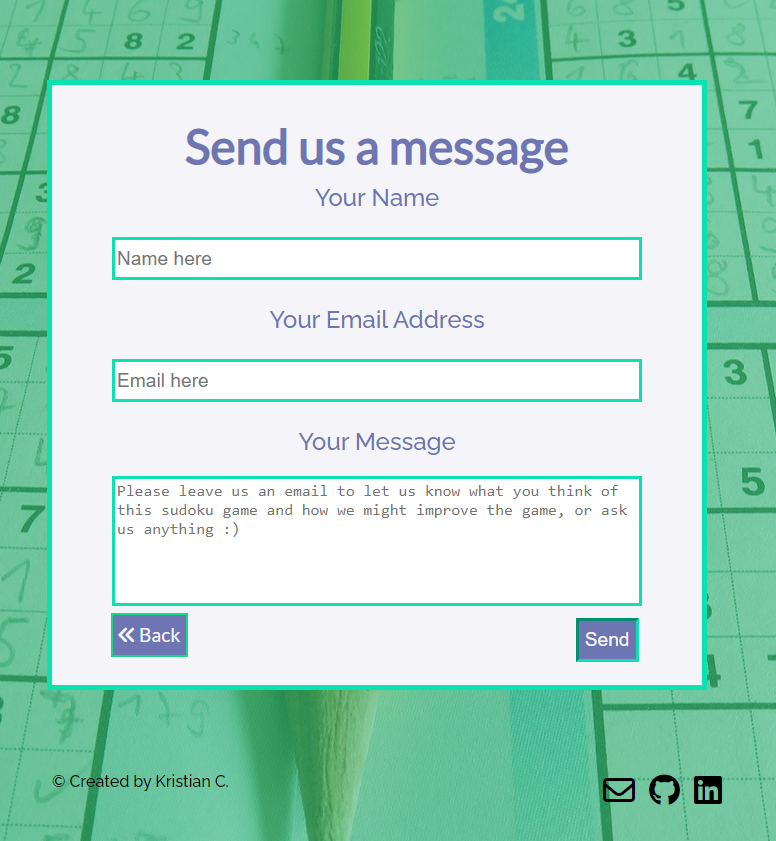 Send us a message
Your Name
Name here
Your Email Address
Email here
Your Message
Please leave us an email to let us know what you think of
this sudoku game and how we might improve the game, or ask
us anything :)
Back
Send
© Created by Kristian C.